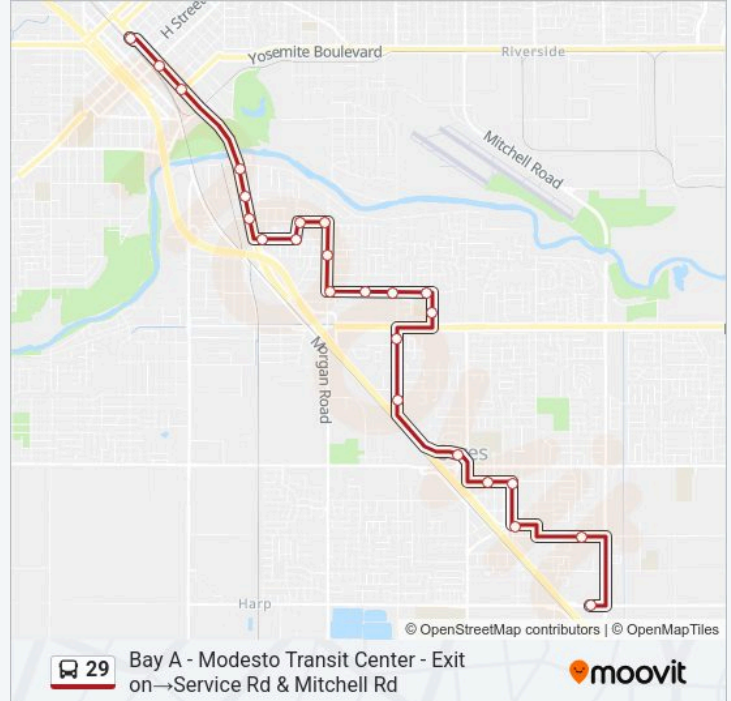 H Street
Yosemite Boulevard
Riverside
Mitchell Road
Morgan Road
Harp
© OpenStreetMap contributors | © OpenMapTiles
29
Bay A - Modesto Transit Center - Exit
on→Service Rd & Mitchell Rd
moovit